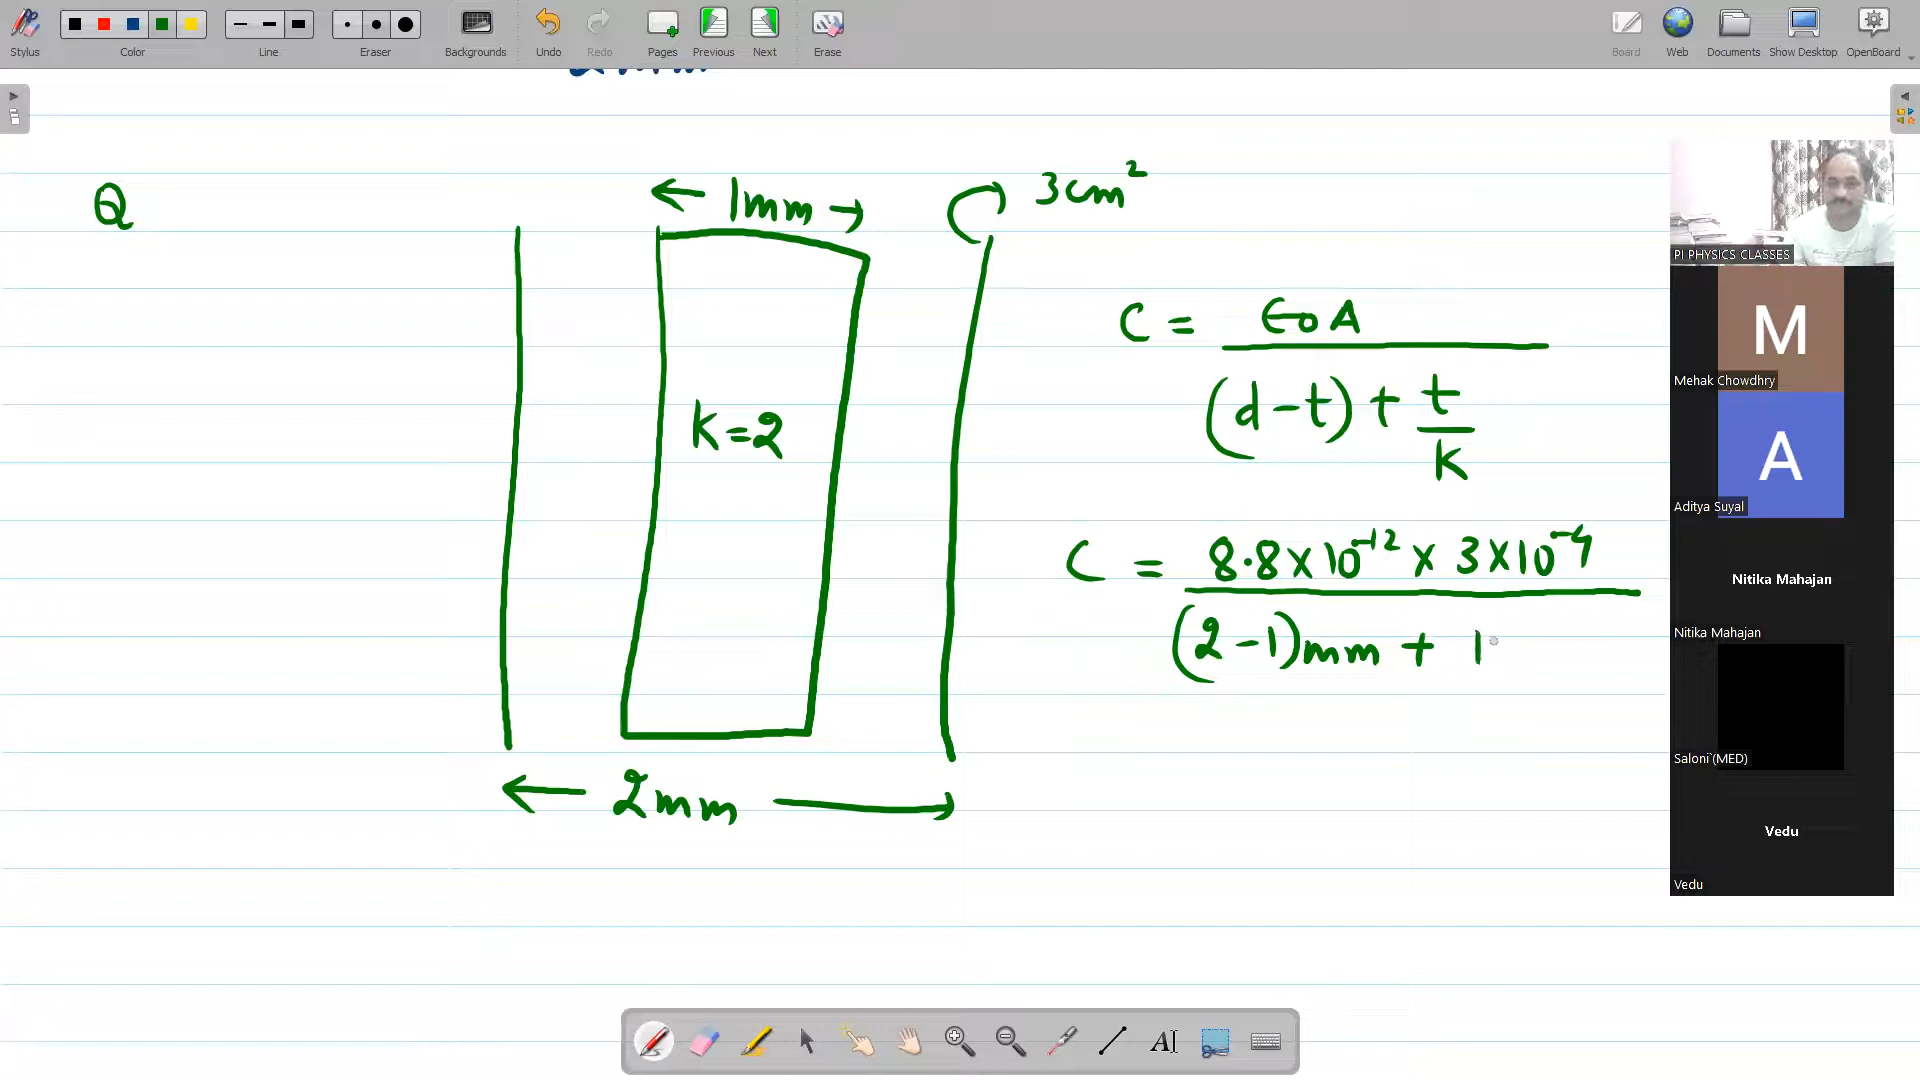 Stylus
Color
Line
Eraser
Backgrounds
Undo
Redo
Pages
Previous
Next
Erase
Board
Web
Documents
Show Desktop
OpenBoard
Q
1mm
3cm²
K=2
2mm
C = ϵ0 A
(d-t) + t
K
C = 8.8×10⁻¹² × 3×10⁻⁴
(2-1)mm + 1
PI PHYSICS CLASSES
M
Mehak Chowdhry
A
Aditya Suyal
Nitika Mahajan
Nitika Mahajan
Saloni`(MED)
Vedu
Vedu